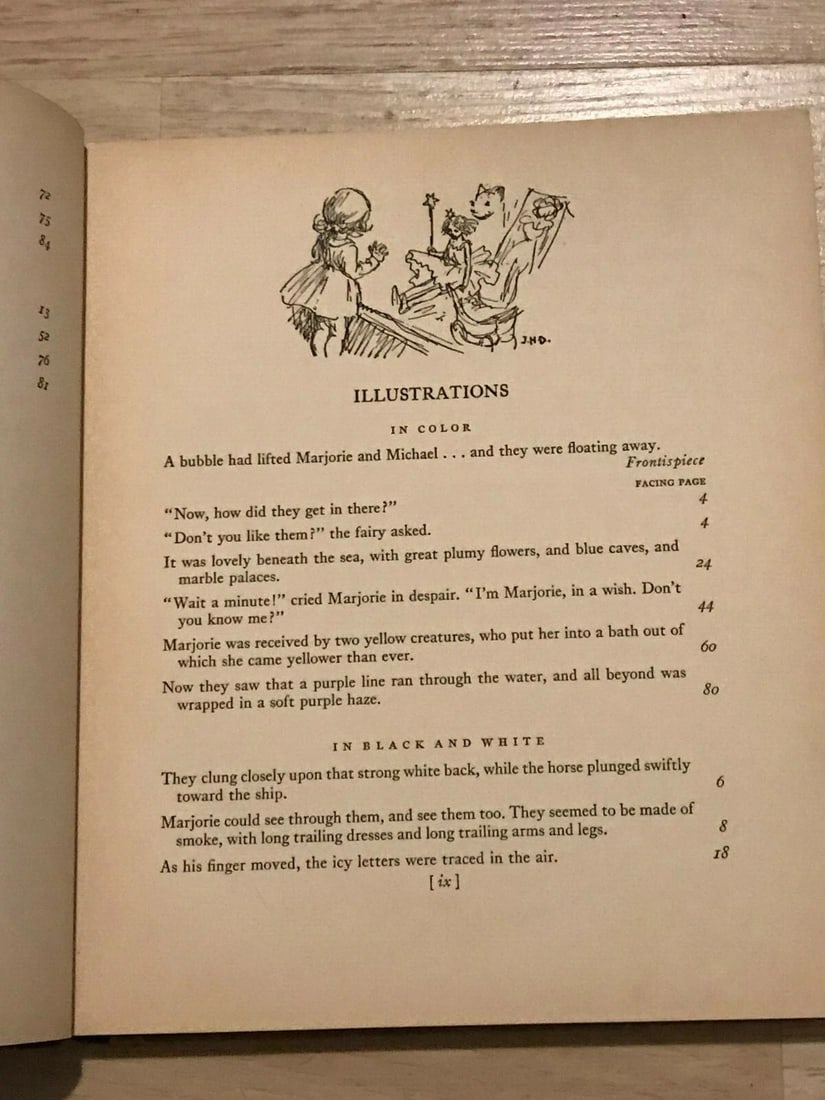 72
75
84
13
52
76
81
J.H.D.
ILLUSTRATIONS
IN COLOR
A bubble had lifted Marjorie and Michael . . . and they were floating away.
Frontispiece
FACING PAGE
"Now, how did they get in there?" 4
"Don't you like them?" the fairy asked. 4
It was lovely beneath the sea, with great plumy flowers, and blue caves, and
marble palaces. 24
"Wait a minute!" cried Marjorie in despair. "I'm Marjorie, in a wish. Don't
you know me?" 44
Marjorie was received by two yellow creatures, who put her into a bath out of
which she came yellower than ever. 60
Now they saw that a purple line ran through the water, and all beyond was
wrapped in a soft purple haze. 80
IN BLACK AND WHITE
They clung closely upon that strong white back, while the horse plunged swiftly
toward the ship. 6
Marjorie could see through them, and see them too. They seemed to be made of
smoke, with long trailing dresses and long trailing arms and legs. 8
As his finger moved, the icy letters were traced in the air. 18
[ ix ]